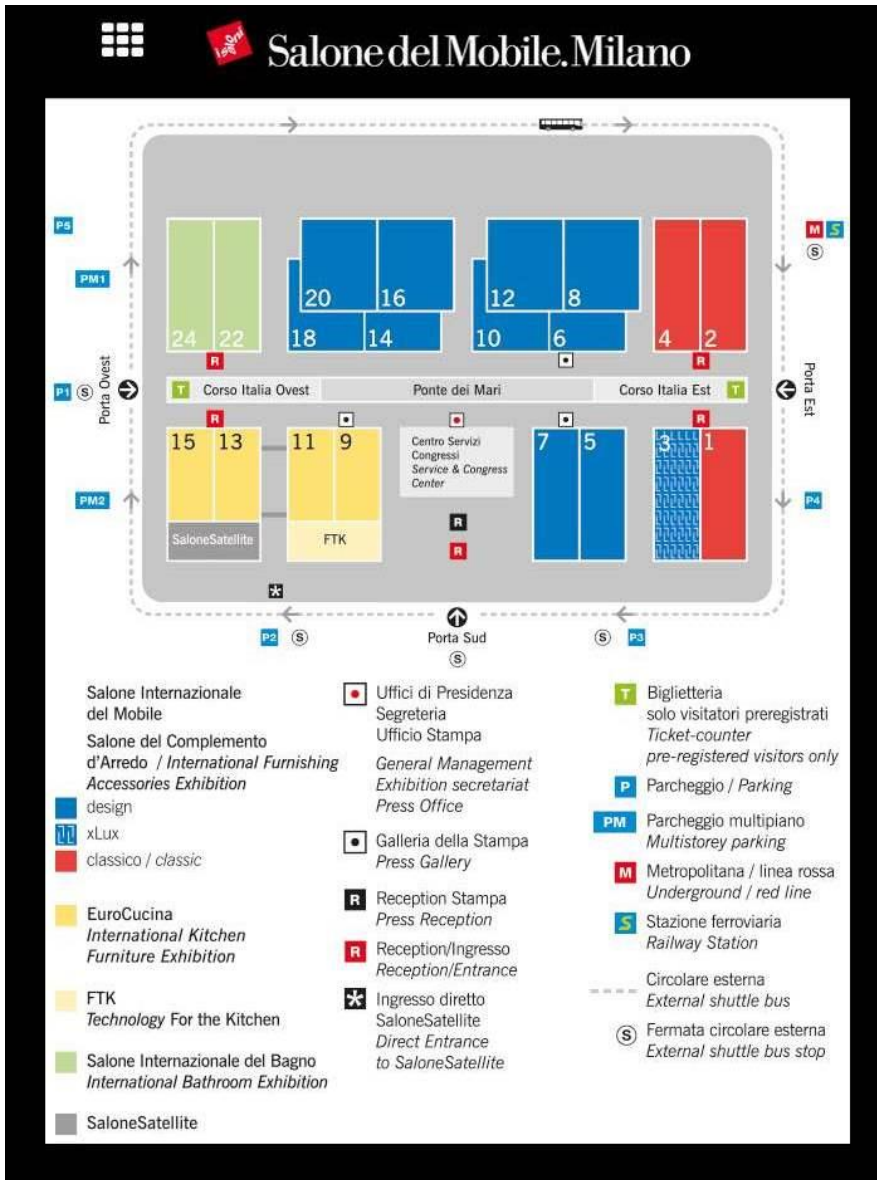 i saloni
Salone del Mobile.Milano
P5
M S
S
PM1
20 16
12 8
24 22
18 14
10 6
4 2
R
R
P1 S
Porta Ovest
T Corso Italia Ovest
Ponte dei Mari
Corso Italia Est T
Porta Est
R
R
15 13
11 9
Centro Servizi
Congressi
Service & Congress
Center
7 5
3 1
PM2
P4
R
SaloneSatellite
FTK
R
P2 S
Porta Sud
S
S P3
Salone Internazionale
del Mobile
Salone del Complemento
d'Arredo / International Furnishing
Accessories Exhibition
design
xLux
classico / classic
EuroCucina
International Kitchen
Furniture Exhibition
FTK
Technology For the Kitchen
Salone Internazionale del Bagno
International Bathroom Exhibition
SaloneSatellite
Uffici di Presidenza
Segreteria
Ufficio Stampa
General Management
Exhibition secretariat
Press Office
Galleria della Stampa
Press Gallery
R Reception Stampa
Press Reception
R Reception/Ingresso
Reception/Entrance
Ingresso diretto
SaloneSatellite
Direct Entrance
to SaloneSatellite
T Biglietteria
solo visitatori preregistrati
Ticket-counter
pre-registered visitors only
P Parcheggio / Parking
PM Parcheggio multipiano
Multistorey parking
M Metropolitana / linea rossa
Underground / red line
S Stazione ferroviaria
Railway Station
Circolare esterna
External shuttle bus
S Fermata circolare esterna
External shuttle bus stop